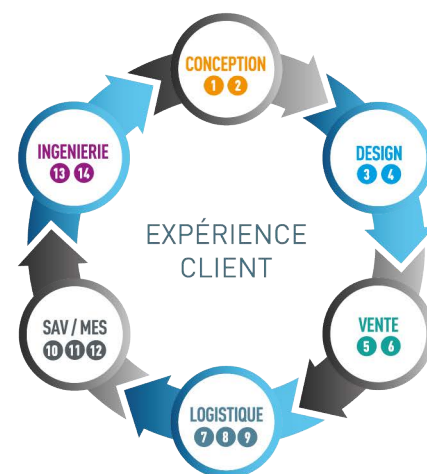 CONCEPTION
1 2
DESIGN
3 4
VENTE
5 6
LOGISTIQUE
7 8 9
SAV / MES
10 11 12
INGENIERIE
13 14
EXPÉRIENCE
CLIENT